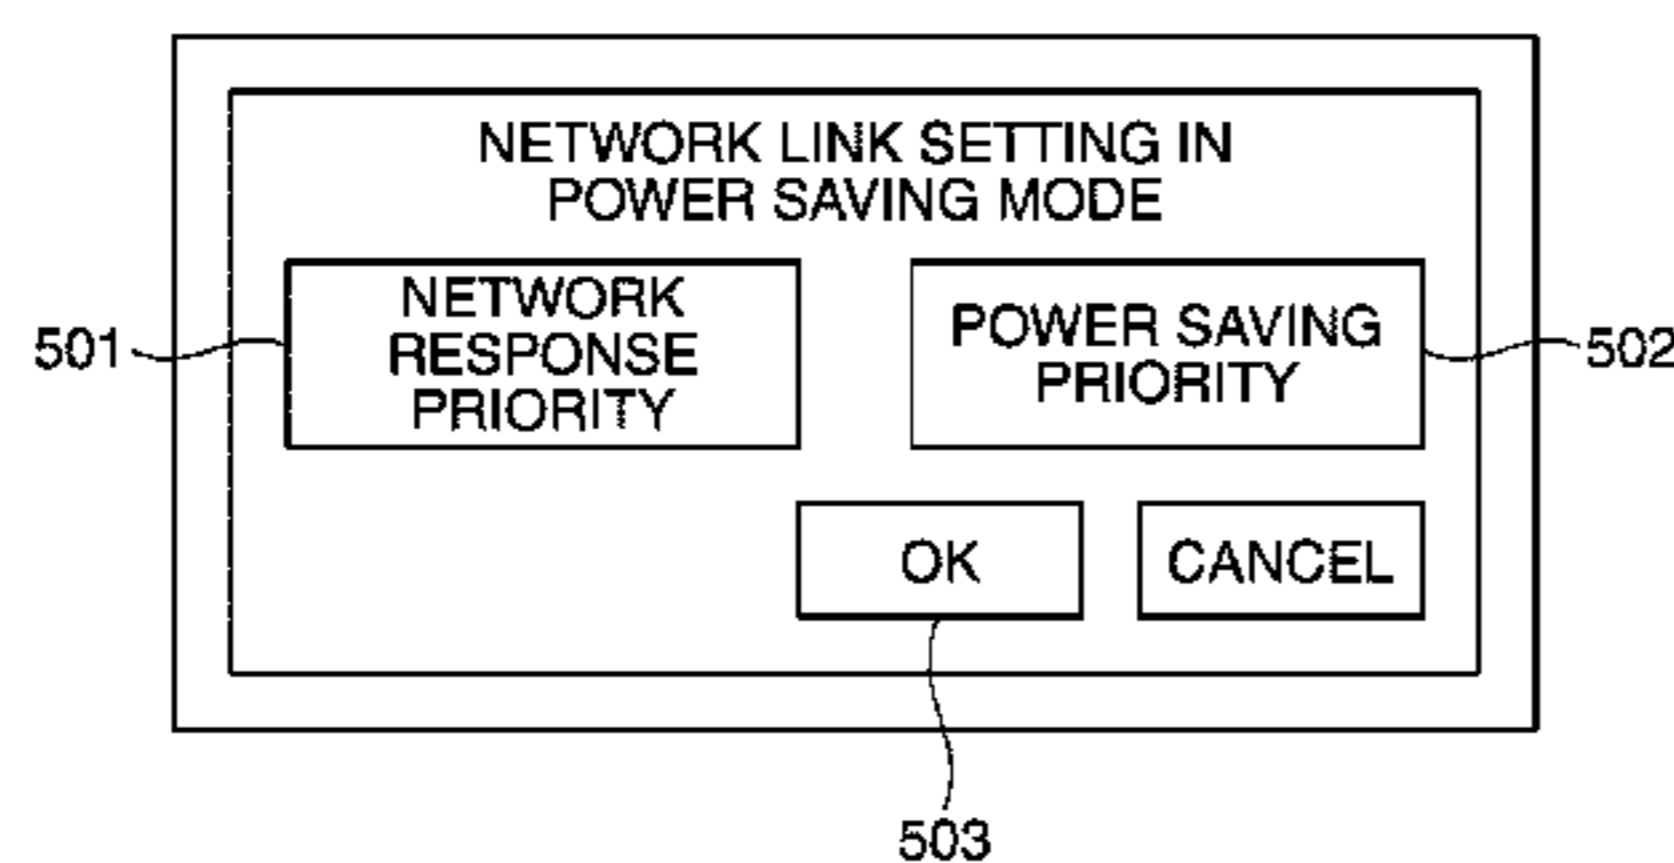 NETWORK LINK SETTING IN
POWER SAVING MODE
NETWORK
RESPONSE
PRIORITY
POWER SAVING
PRIORITY
501
502
OK
CANCEL
503